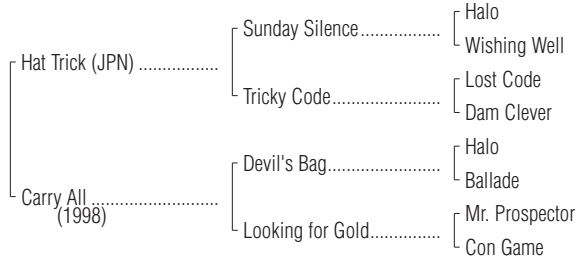 Halo
Sunday Silence..................
Wishing Well
Hat Trick (JPN) ..................
Lost Code
Tricky Code........................
Dam Clever
Halo
Devil's Bag.........................
Ballade
Carry All .............................
(1998)
Mr. Prospector
Looking for Gold................
Con Game